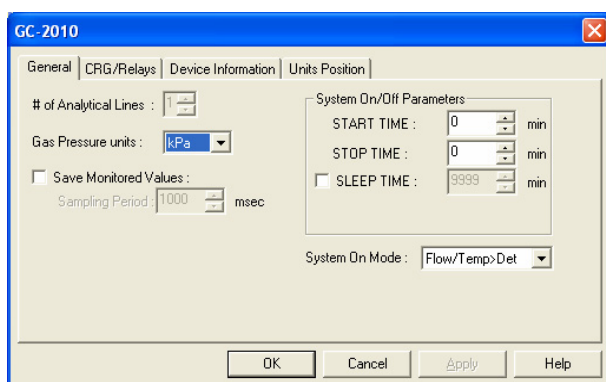 GC-2010
General CRG/Relays Device Information Units Position
# of Analytical Lines : 1
Gas Pressure units : kPa
Save Monitored Values :
Sampling Period : 1000 msec
System On/Off Parameters
START TIME : 0 min
STOP TIME : 0 min
SLEEP TIME : 9999 min
System On Mode : Flow/Temp>Det
OK Cancel Apply Help